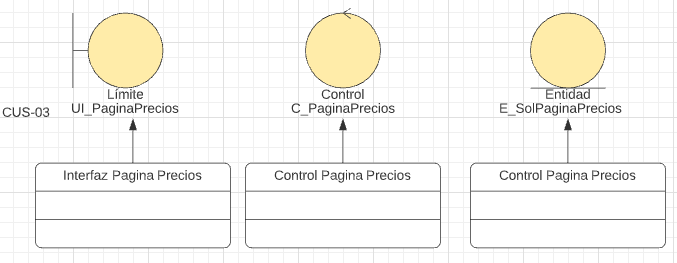 Límite
UI_PaginaPrecios
Control
C_PaginaPrecios
Entidad
E_SolPaginaPrecios
CUS-03
Interfaz Pagina Precios
Control Pagina Precios
Control Pagina Precios